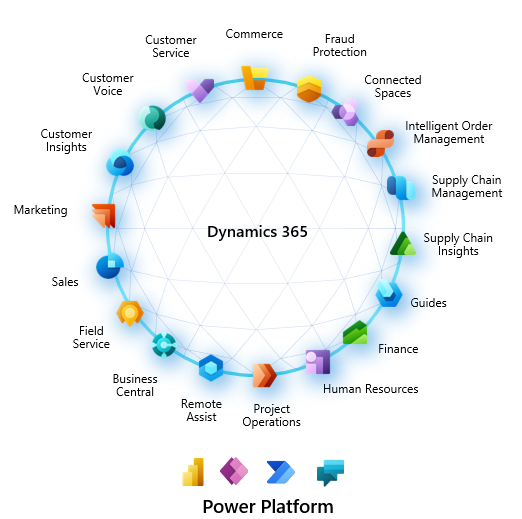 Commerce
Fraud
Protection
Connected
Spaces
Intelligent Order
Management
Supply Chain
Management
Supply Chain
Insights
Guides
Finance
Human Resources
Project
Operations
Remote
Assist
Business
Central
Field
Service
Sales
Marketing
Customer
Insights
Customer
Voice
Customer
Service
Dynamics 365
Power Platform